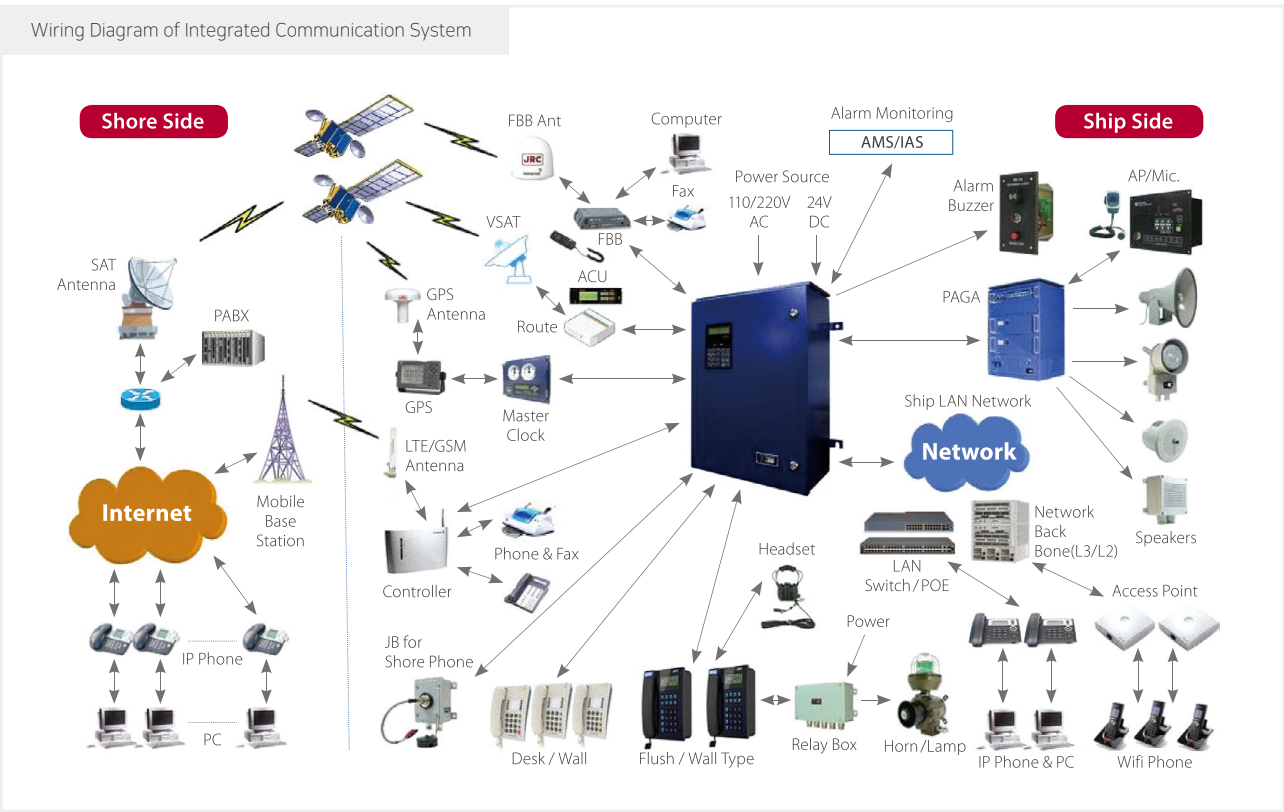 Wiring Diagram of Integrated Communication System
Shore Side
Ship Side
FBB Ant
JRC
Computer
Fax
FBB
Alarm Monitoring
AMS/IAS
Power Source
110/220V
AC
24V
DC
Alarm
Buzzer
AP/Mic.
SAT
Antenna
PABX
VSAT
ACU
Route
GPS
Antenna
GPS
Master
Clock
PAGA
Ship LAN Network
Network
LTE/GSM
Antenna
Internet
Mobile
Base
Station
Controller
Phone & Fax
Headset
LAN
Switch/POE
Network
Back
Bone(L3/L2)
Speakers
Access Point
IP Phone
PC
JB for
Shore Phone
Desk / Wall
Flush / Wall Type
Power
Relay Box
Horn/Lamp
IP Phone & PC
Wifi Phone